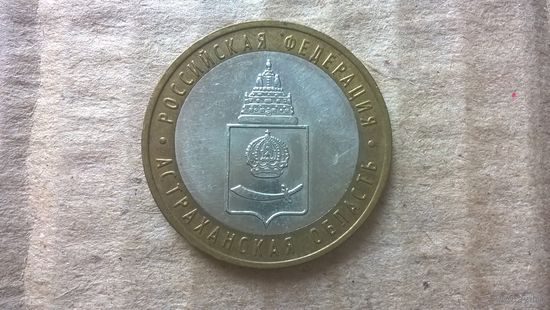 РОССИЙСКАЯ ФЕДЕРАЦИЯ
АСТРАХАНСКАЯ ОБЛАСТЬ